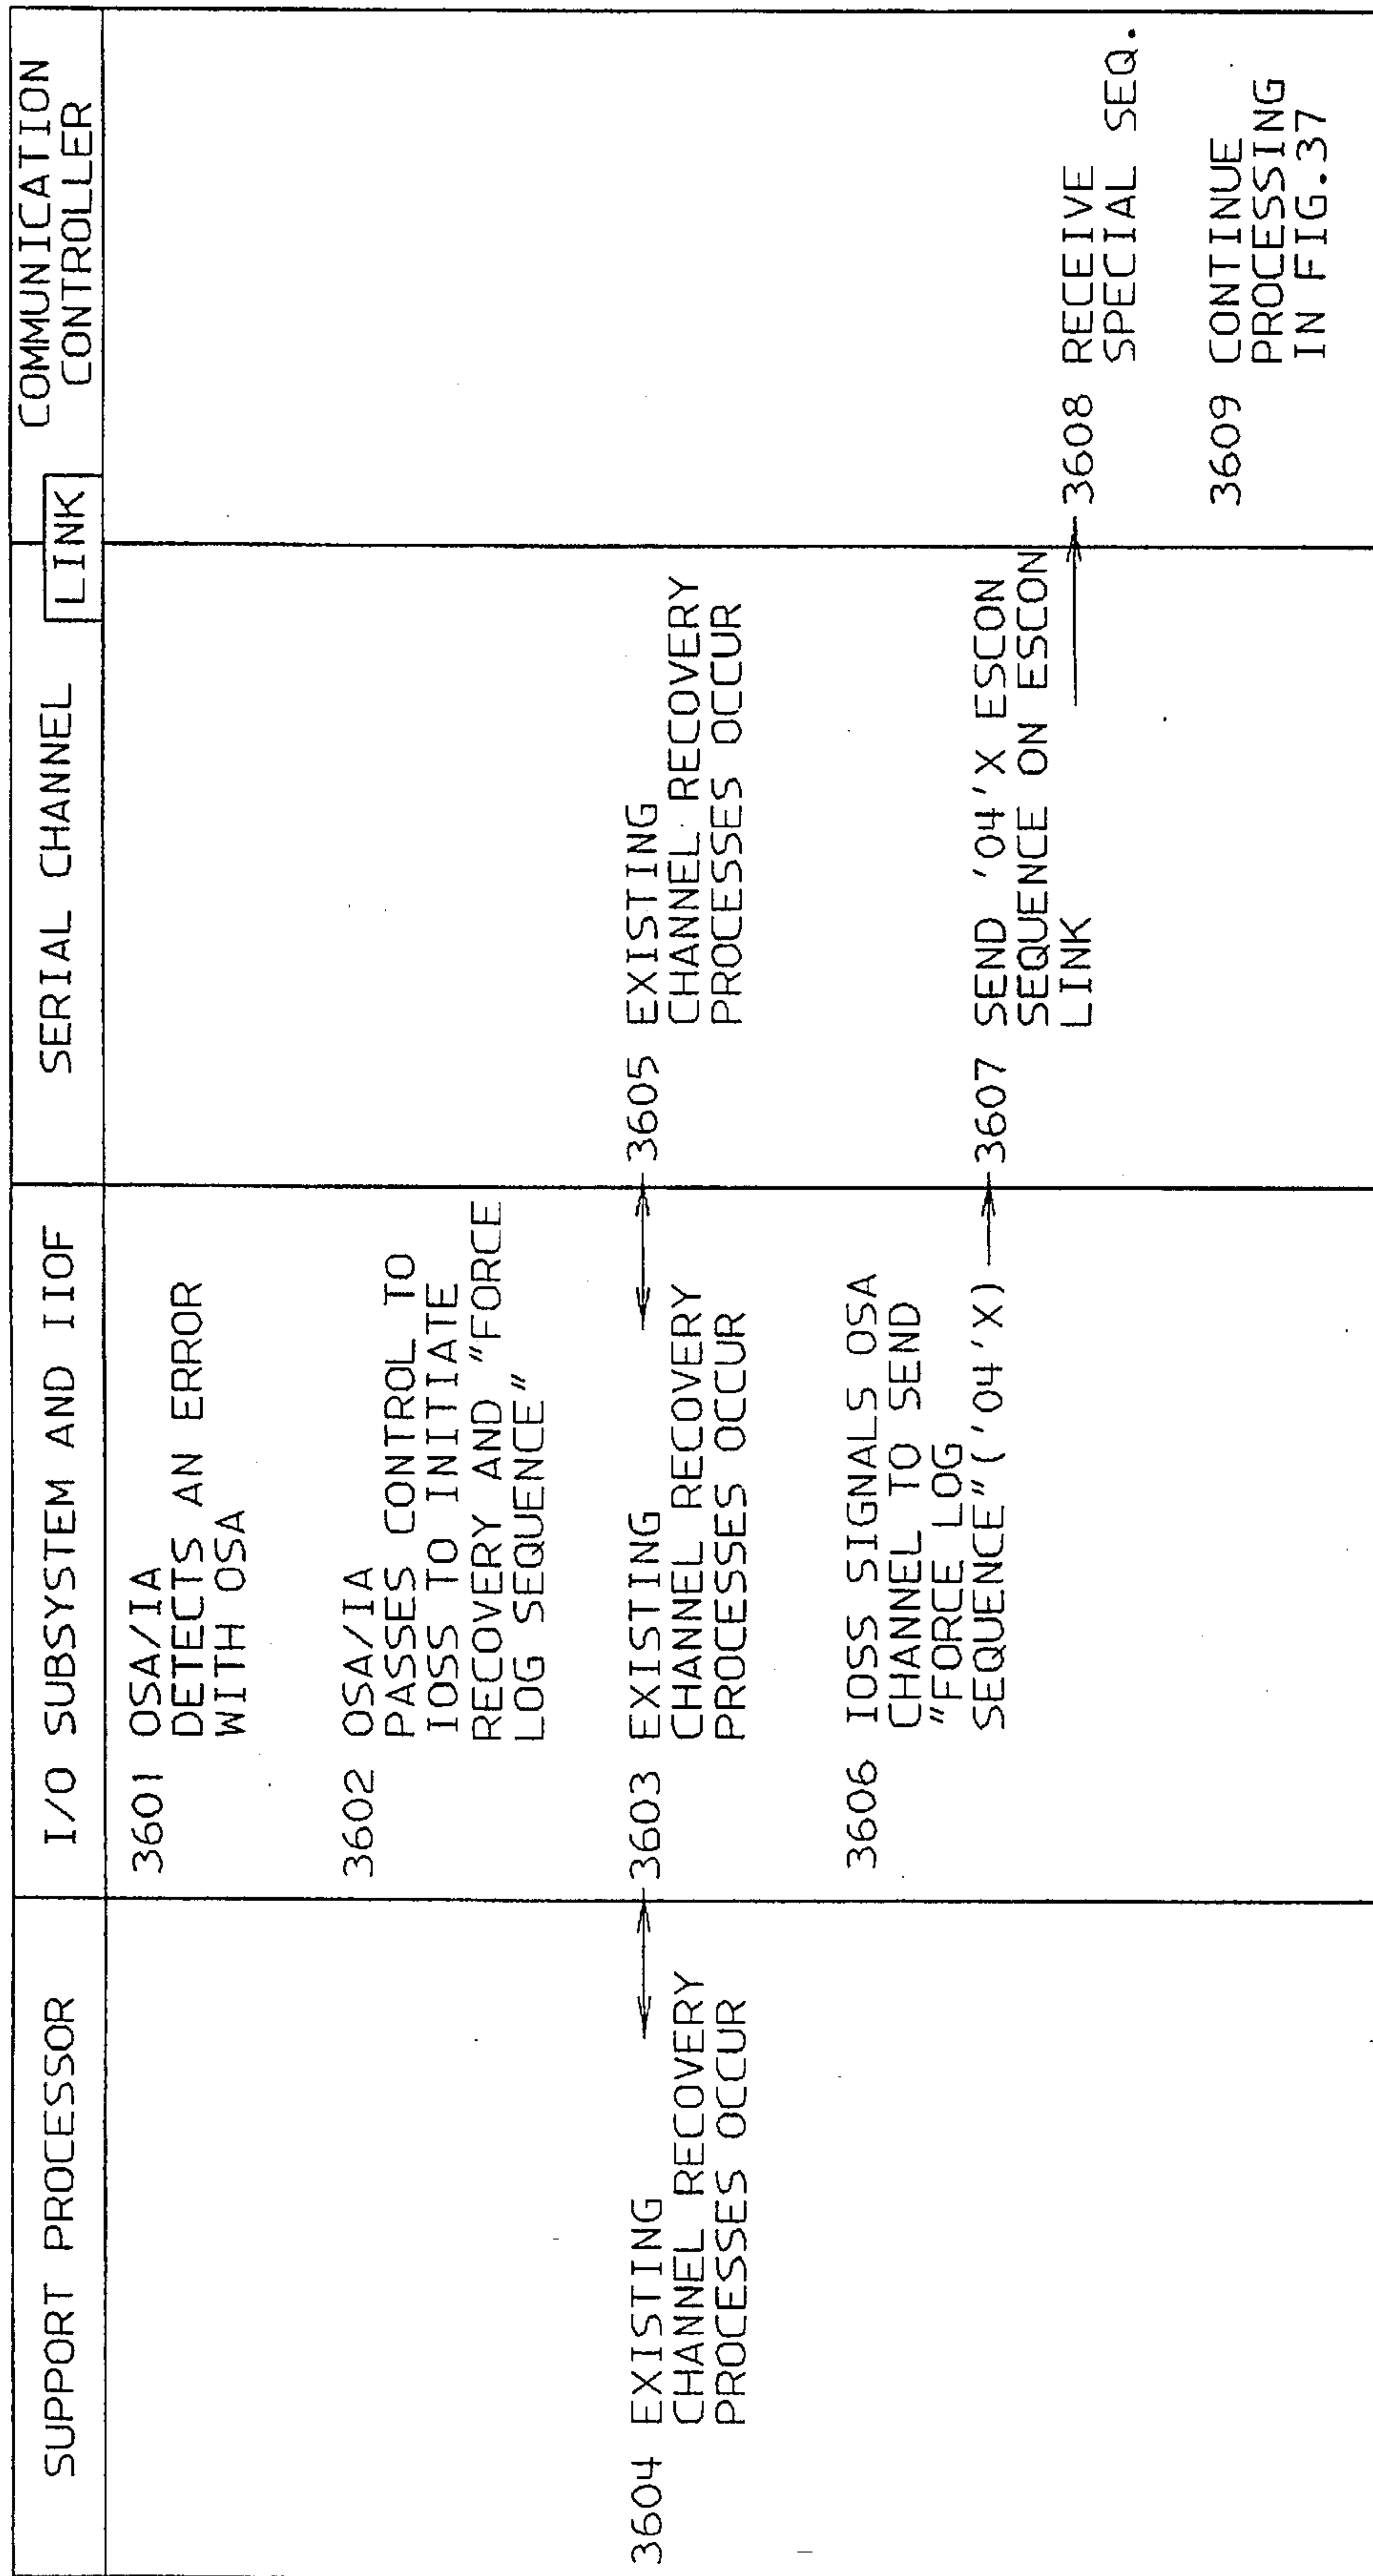 SUPPORT PROCESSOR
I/O SUBSYSTEM AND IIOF
SERIAL CHANNEL
LINK
COMMUNICATION
CONTROLLER
3601 OSA/IA
DETECTS AN ERROR
WITH OSA
3602 OSA/IA
PASSES CONTROL TO
IOSS TO INITIATE
RECOVERY AND "FORCE
LOG SEQUENCE"
3604 EXISTING
CHANNEL RECOVERY
PROCESSES OCCUR
3603 EXISTING
CHANNEL RECOVERY
PROCESSES OCCUR
3605 EXISTING
CHANNEL RECOVERY
PROCESSES OCCUR
3606 IOSS SIGNALS OSA
CHANNEL TO SEND
"FORCE LOG
SEQUENCE"('04'X)
3607 SEND '04'X ESCON
SEQUENCE ON ESCON
LINK
3608 RECEIVE
SPECIAL SEQ.
3609 CONTINUE
PROCESSING
IN FIG.37